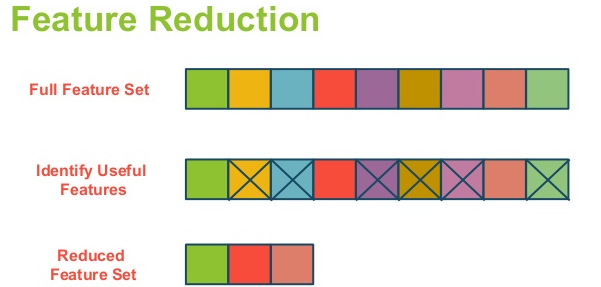 Feature Reduction
Full Feature Set
Identify Useful
Features
Reduced
Feature Set